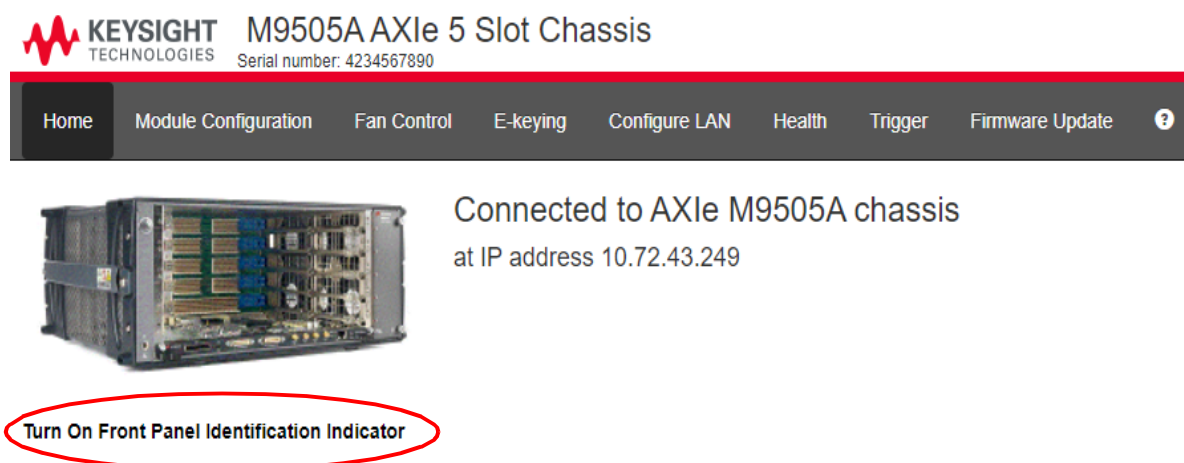 KEYSIGHT
TECHNOLOGIES
M9505A AXIe 5 Slot Chassis
Serial number: 4234567890
Home Module Configuration Fan Control E-keying Configure LAN Health Trigger Firmware Update ?
Connected to AXIe M9505A chassis
at IP address 10.72.43.249
Turn On Front Panel Identification Indicator